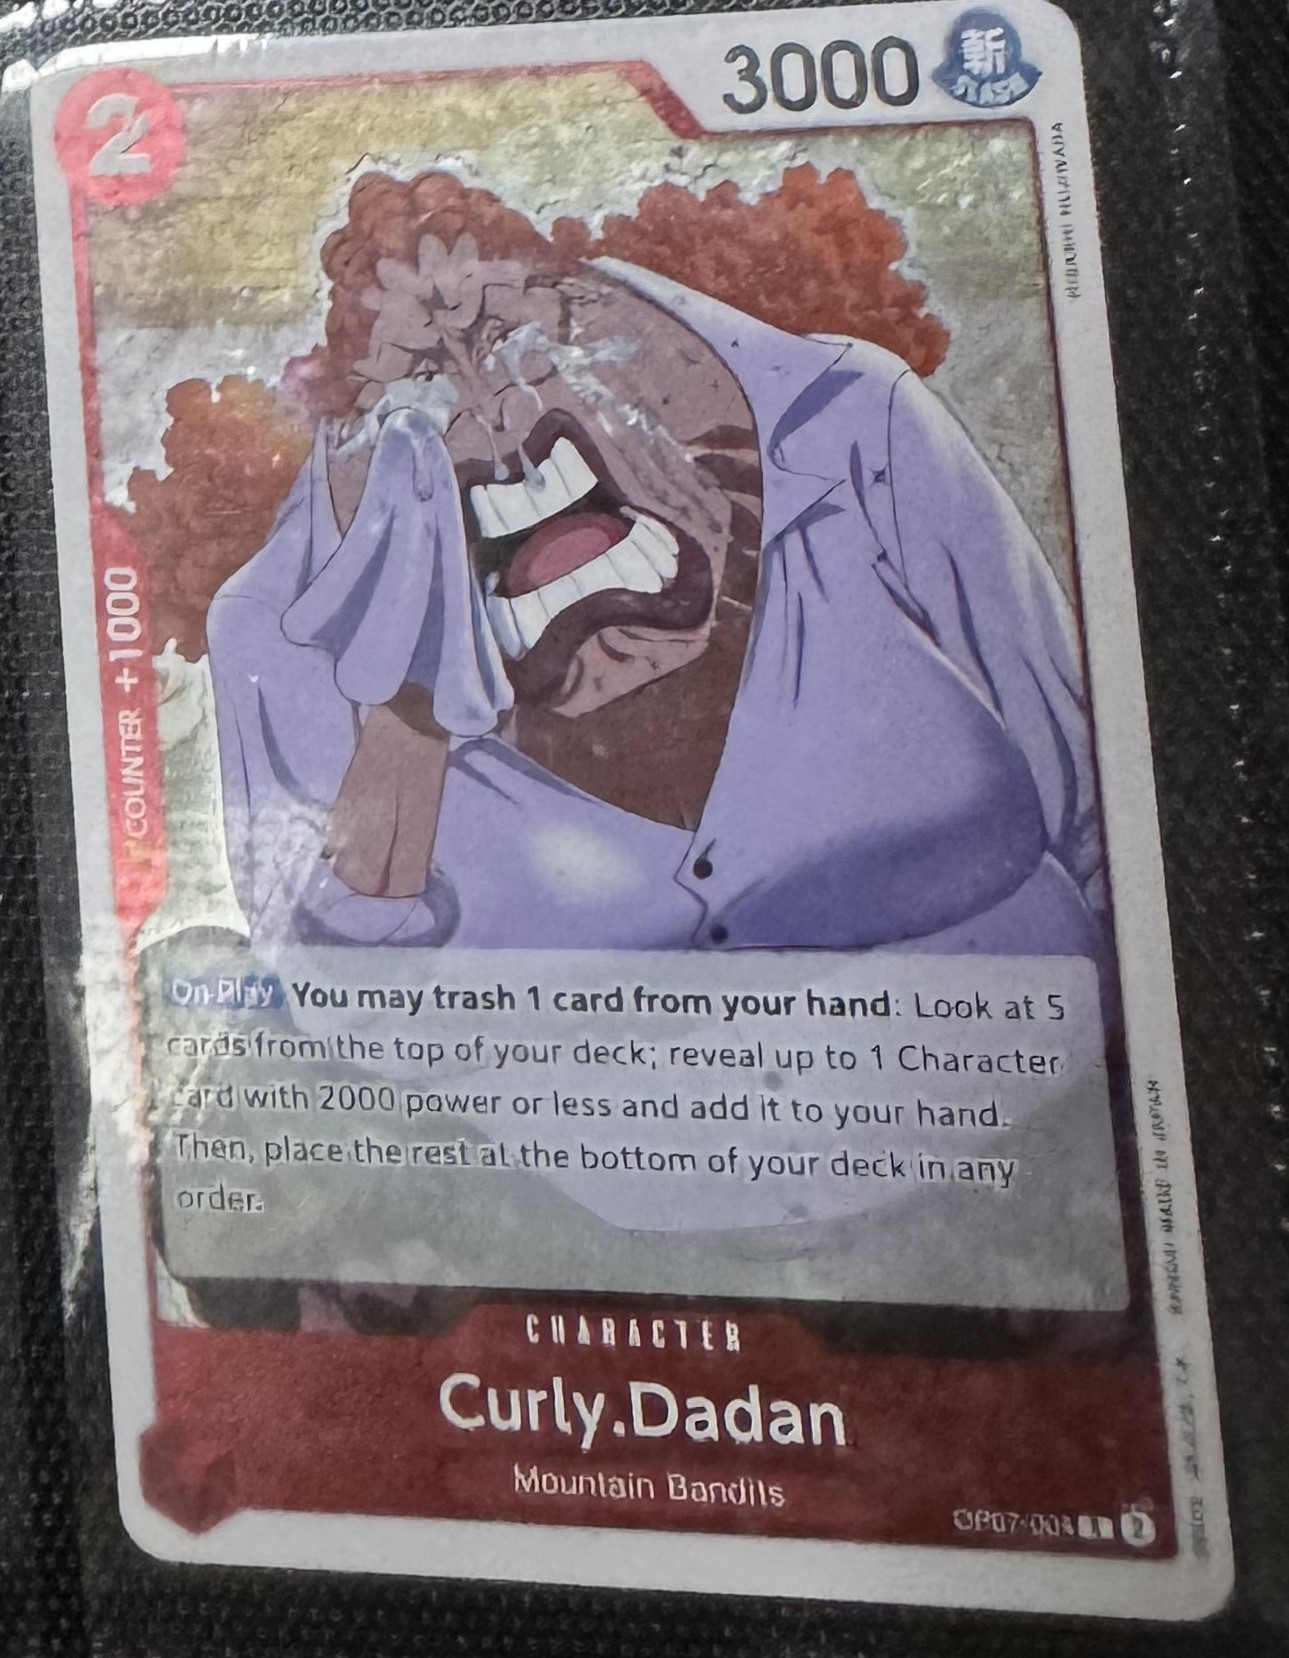 2
3000
新
COUNTER +1000
On Play You may trash 1 card from your hand: Look at 5
cards from the top of your deck; reveal up to 1 Character
card with 2000 power or less and add it to your hand.
Then, place the rest at the bottom of your deck in any
order.
CHARACTER
Curly.Dadan
Mountain Bandits